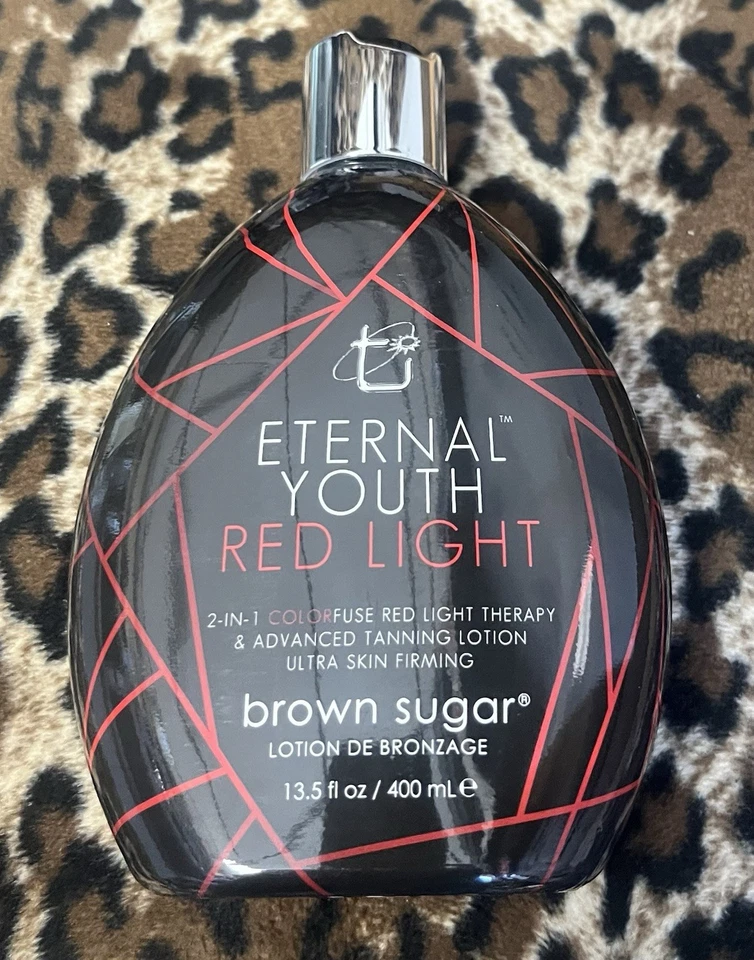 ti
ETERNAL™
YOUTH
RED LIGHT
2-IN-1 COLORFUSE RED LIGHT THERAPY
& ADVANCED TANNING LOTION
ULTRA SKIN FIRMING
brown sugar®
LOTION DE BRONZAGE
13.5 fl oz / 400 mL ℮